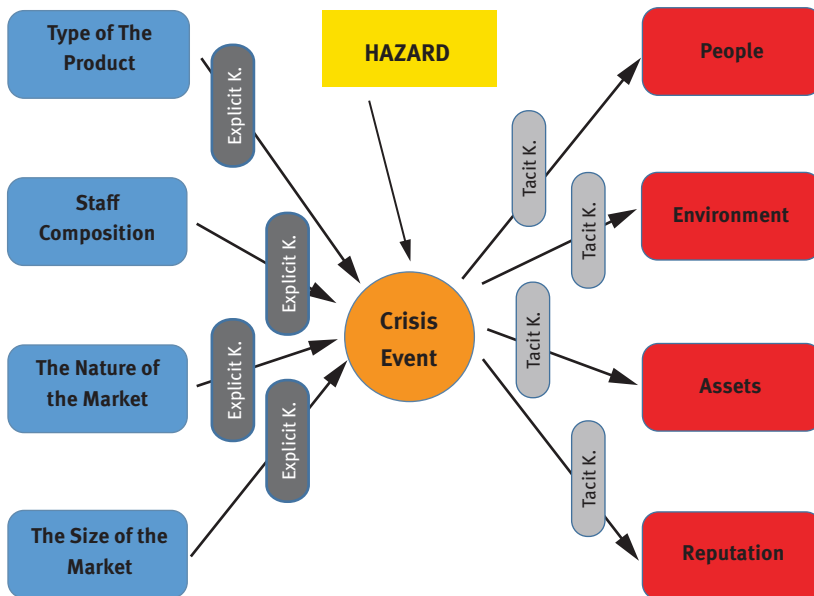 Type of The
Product
Explicit K.
HAZARD
Tacit K.
People
Staff
Composition
Explicit K.
Tacit K.
Environment
Crisis
Event
The Nature of
the Market
Explicit K.
Tacit K.
Assets
The Size of the
Market
Explicit K.
Tacit K.
Reputation